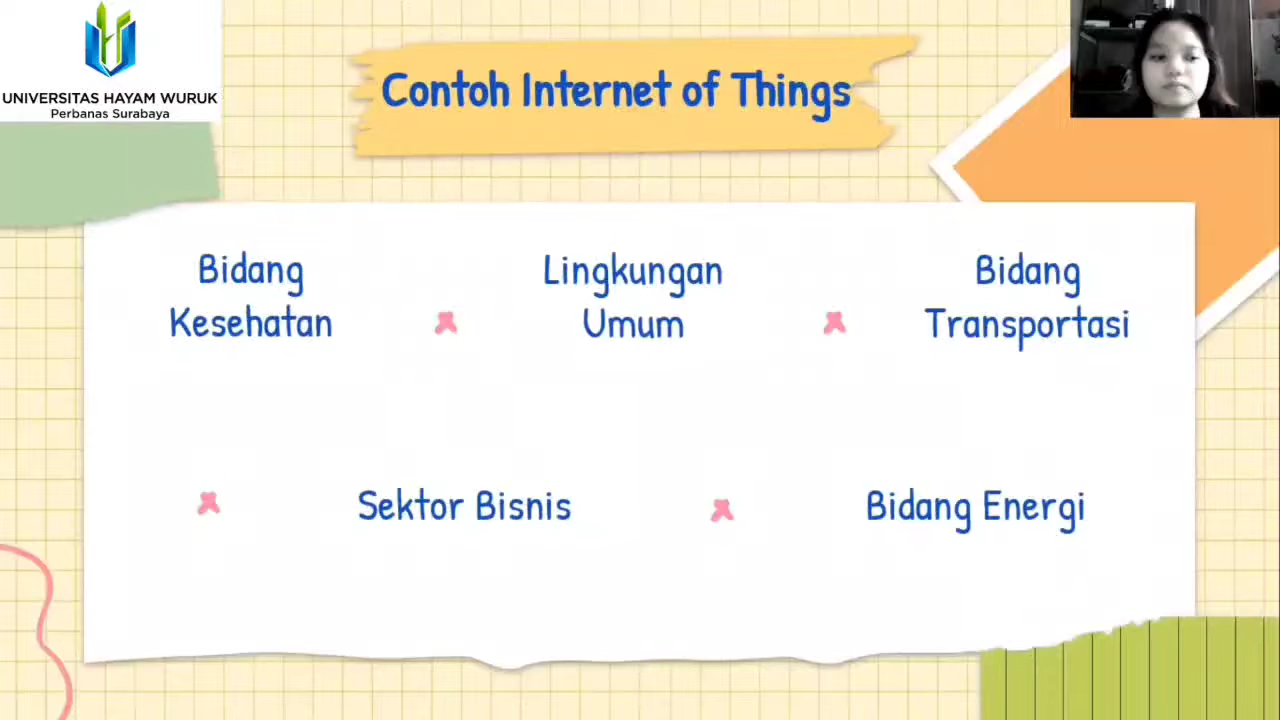 UNIVERSITAS HAYAM WURUK
Perbanas Surabaya
Contoh Internet of Things
Bidang
Kesehatan
Lingkungan
Umum
Bidang
Transportasi
Sektor Bisnis
Bidang Energi